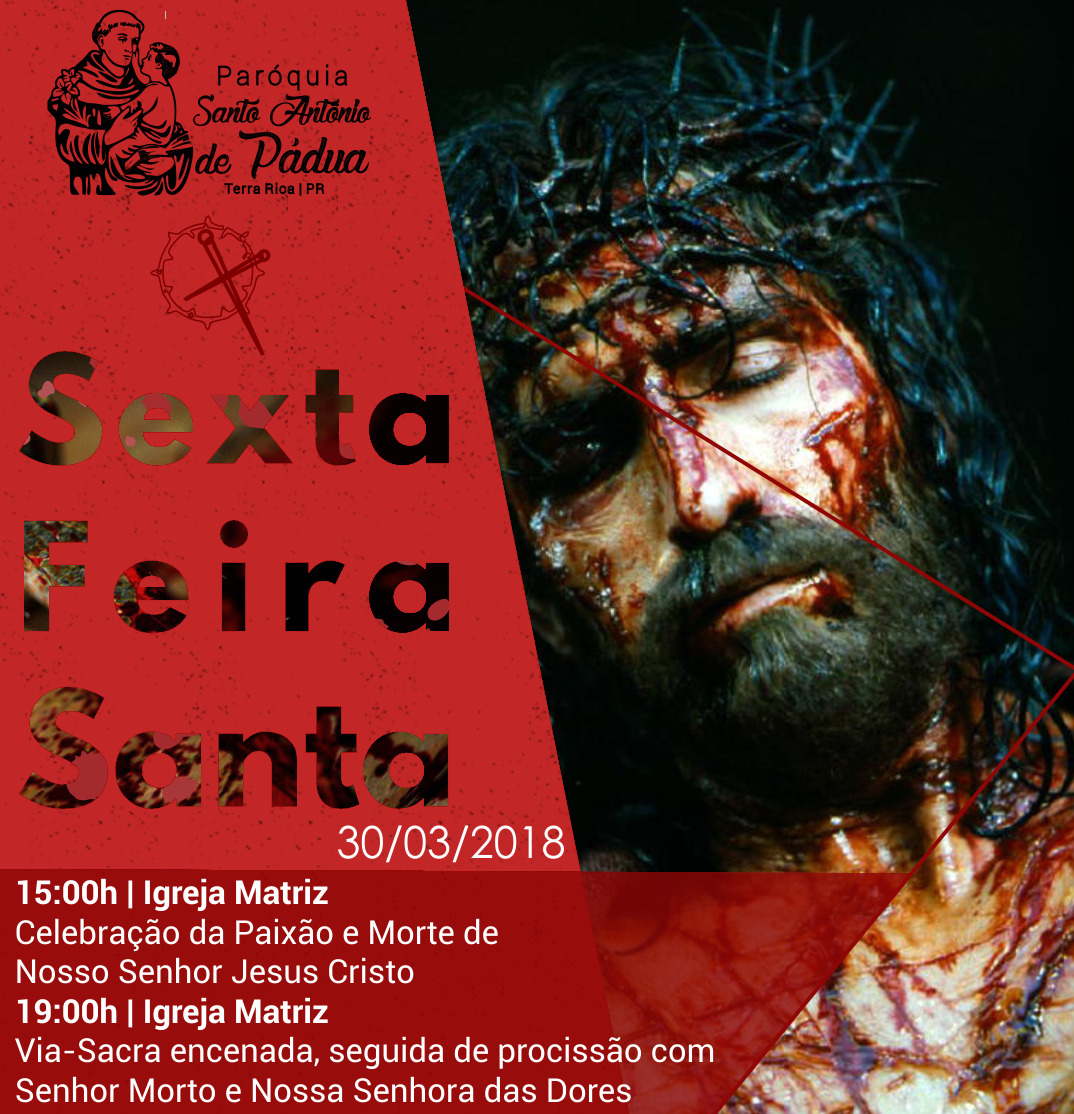 Paróquia
Santo Antônio
de Pádua
Terra Rica | PR
Sexta
Feira
Santa
30/03/2018
15:00h | Igreja Matriz
Celebração da Paixão e Morte de
Nosso Senhor Jesus Cristo
19:00h | Igreja Matriz
Via-Sacra encenada, seguida de procissão com
Senhor Morto e Nossa Senhora das Dores